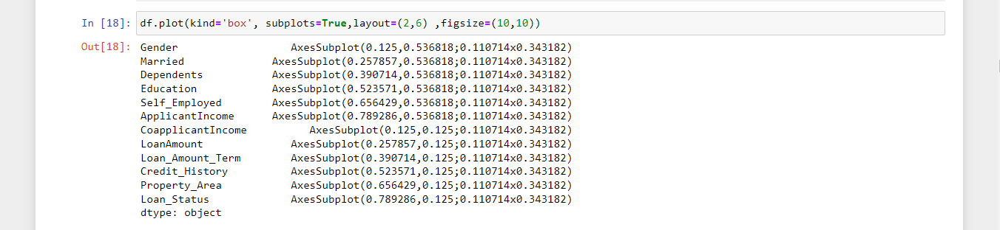 In [18]: df.plot(kind='box', subplots=True,layout=(2,6) ,figsize=(10,10))
Out[18]: Gender AxesSubplot(0.125,0.536818;0.110714x0.343182)
Married AxesSubplot(0.257857,0.536818;0.110714x0.343182)
Dependents AxesSubplot(0.390714,0.536818;0.110714x0.343182)
Education AxesSubplot(0.523571,0.536818;0.110714x0.343182)
Self_Employed AxesSubplot(0.656429,0.536818;0.110714x0.343182)
ApplicantIncome AxesSubplot(0.789286,0.536818;0.110714x0.343182)
CoapplicantIncome AxesSubplot(0.125,0.125;0.110714x0.343182)
LoanAmount AxesSubplot(0.257857,0.125;0.110714x0.343182)
Loan_Amount_Term AxesSubplot(0.390714,0.125;0.110714x0.343182)
Credit_History AxesSubplot(0.523571,0.125;0.110714x0.343182)
Property_Area AxesSubplot(0.656429,0.125;0.110714x0.343182)
Loan_Status AxesSubplot(0.789286,0.125;0.110714x0.343182)
dtype: object